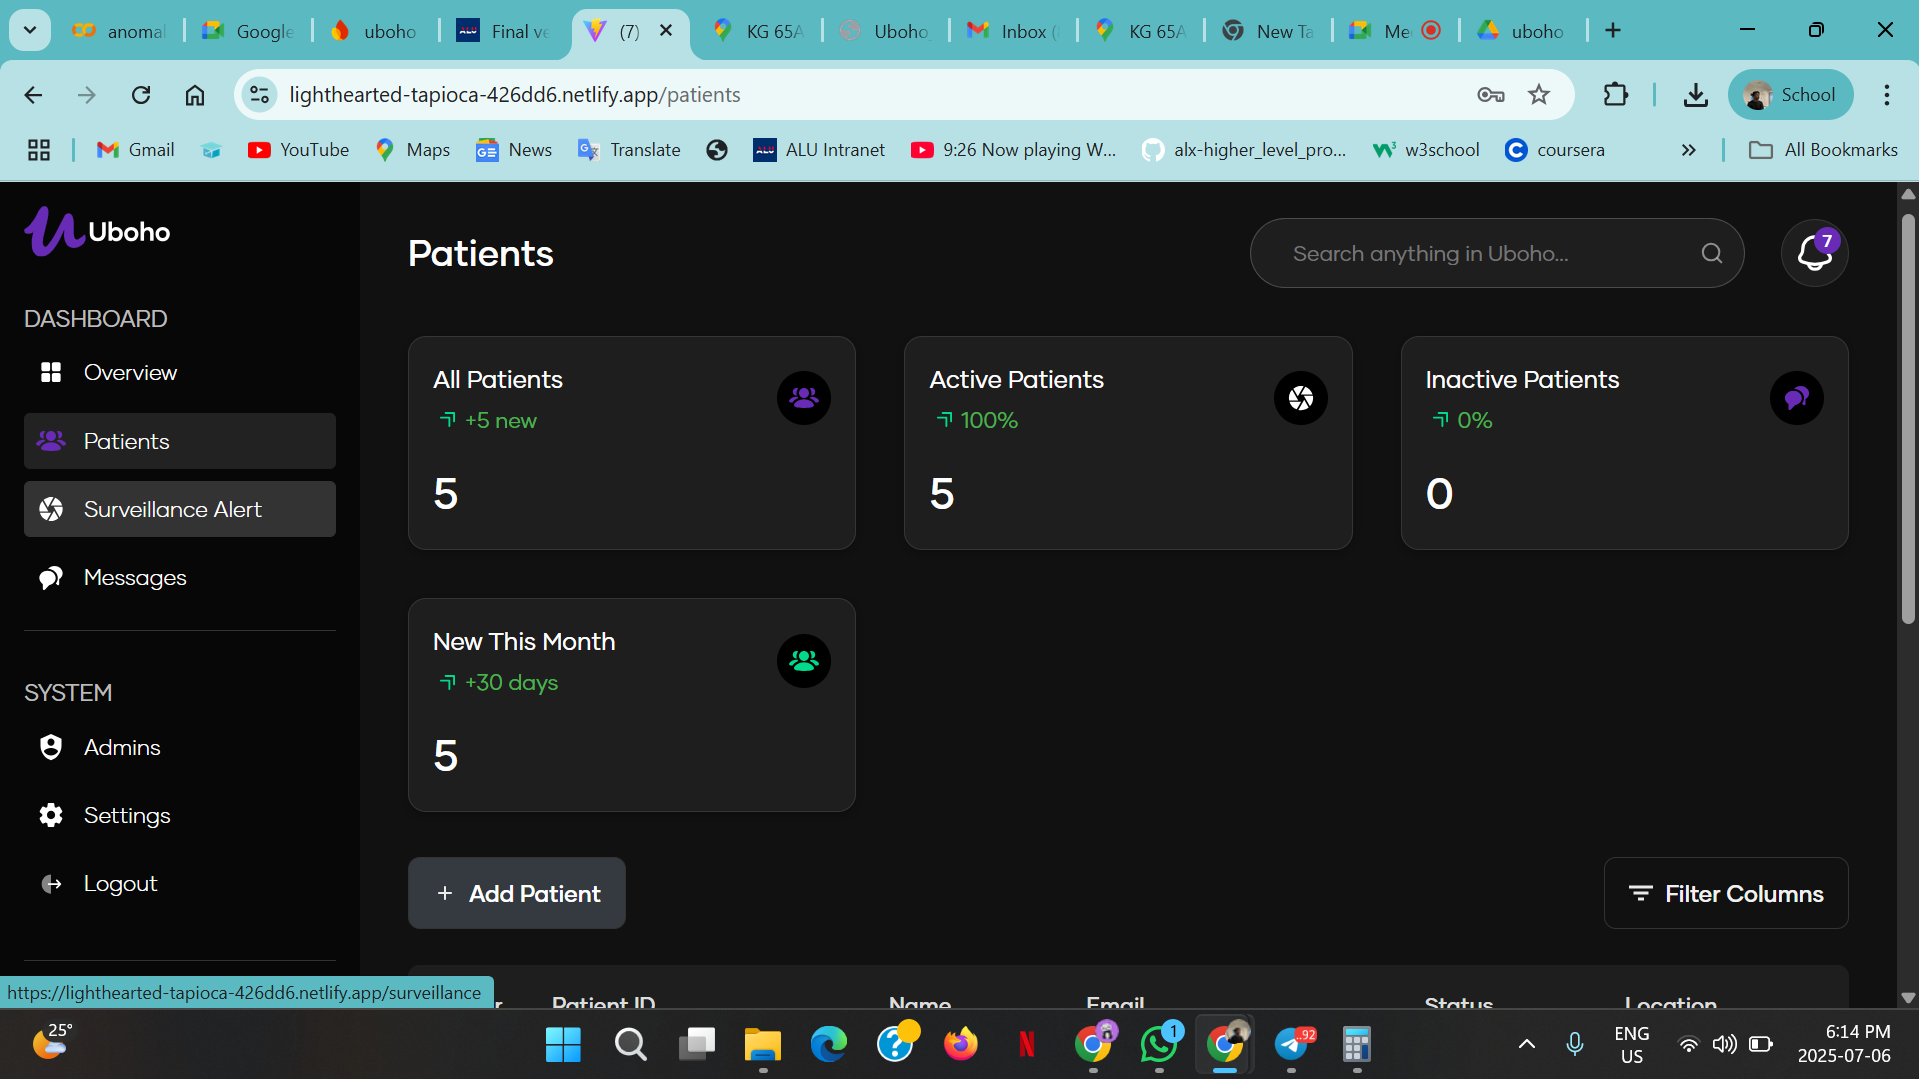 anomal
Google
uboho
Final ve
(7)
KG 65A
Uboho_
Inbox (
KG 65A
New Ta
Me
uboho
lighthearted-tapioca-426dd6.netlify.app/patients
School
Gmail
YouTube
Maps
News
Translate
ALU
ALU Intranet
9:26 Now playing W...
alx-higher_level_pro...
w3school
coursera
»
All Bookmarks
Uboho
Patients
Search anything in Uboho...
7
DASHBOARD
Overview
Patients
Surveillance Alert
Messages
SYSTEM
Admins
Settings
Logout
All Patients
+5 new
5
Active Patients
100%
5
Inactive Patients
0%
0
New This Month
+30 days
5
+ Add Patient
Filter Columns
Patient ID
Name
Email
Status
Location
https://lighthearted-tapioca-426dd6.netlify.app/surveillance
25°
1
..92
ENG
US
6:14 PM
2025-07-06